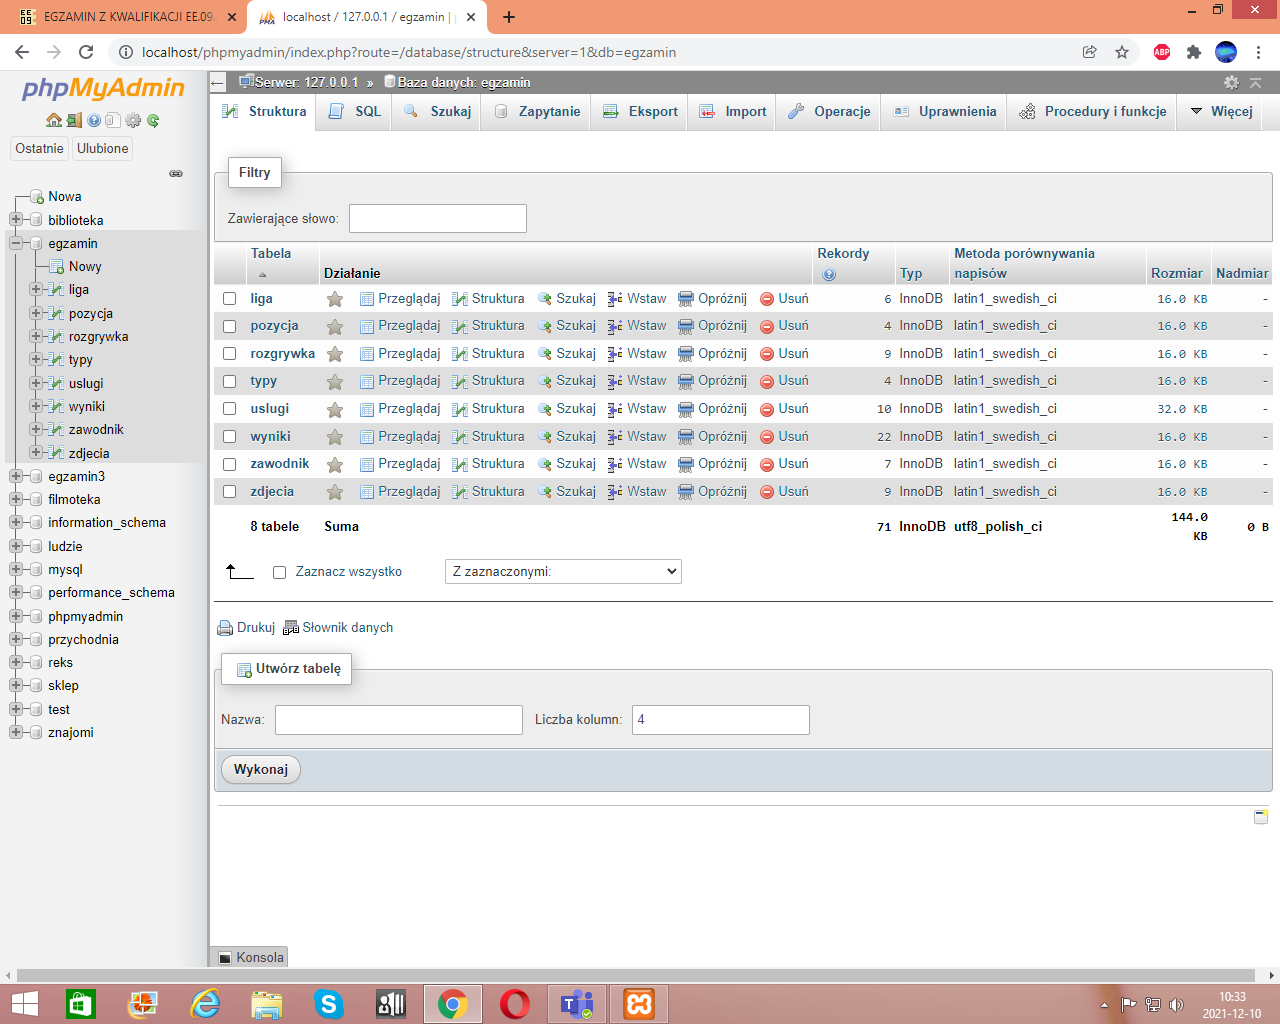 EGZAMIN Z KWALIFIKACJI EE.09
localhost / 127.0.0.1 / egzamin | p
localhost/phpmyadmin/index.php?route=/database/structure&server=1&db=egzamin
phpMyAdmin
Ostatnie
Ulubione
Nowa
biblioteka
egzamin
Nowy
liga
pozycja
rozgrywka
typy
uslugi
wyniki
zawodnik
zdjecia
egzamin3
filmoteka
information_schema
ludzie
mysql
performance_schema
phpmyadmin
przychodnia
reks
sklep
test
znajomi
Serwer: 127.0.0.1 » Baza danych: egzamin
Struktura SQL Szukaj Zapytanie Eksport Import Operacje Uprawnienia Procedury i funkcje Więcej
Filtry
Zawierające słowo:
Tabela Działanie Rekordy Typ Metoda porównywania napisów Rozmiar Nadmiar
liga Przeglądaj Struktura Szukaj Wstaw Opróżnij Usuń 6 InnoDB latin1_swedish_ci 16.0 KB -
pozycja Przeglądaj Struktura Szukaj Wstaw Opróżnij Usuń 4 InnoDB latin1_swedish_ci 16.0 KB -
rozgrywka Przeglądaj Struktura Szukaj Wstaw Opróżnij Usuń 9 InnoDB latin1_swedish_ci 16.0 KB -
typy Przeglądaj Struktura Szukaj Wstaw Opróżnij Usuń 4 InnoDB latin1_swedish_ci 16.0 KB -
uslugi Przeglądaj Struktura Szukaj Wstaw Opróżnij Usuń 10 InnoDB latin1_swedish_ci 32.0 KB -
wyniki Przeglądaj Struktura Szukaj Wstaw Opróżnij Usuń 22 InnoDB latin1_swedish_ci 16.0 KB -
zawodnik Przeglądaj Struktura Szukaj Wstaw Opróżnij Usuń 7 InnoDB latin1_swedish_ci 16.0 KB -
zdjecia Przeglądaj Struktura Szukaj Wstaw Opróżnij Usuń 9 InnoDB latin1_swedish_ci 16.0 KB -
8 tabele Suma 71 InnoDB utf8_polish_ci 144.0 KB 0 B
Zaznacz wszystko Z zaznaczonymi:
Drukuj Słownik danych
Utwórz tabelę
Nazwa: Liczba kolumn: 4
Wykonaj
Konsola
10:33
2021-12-10